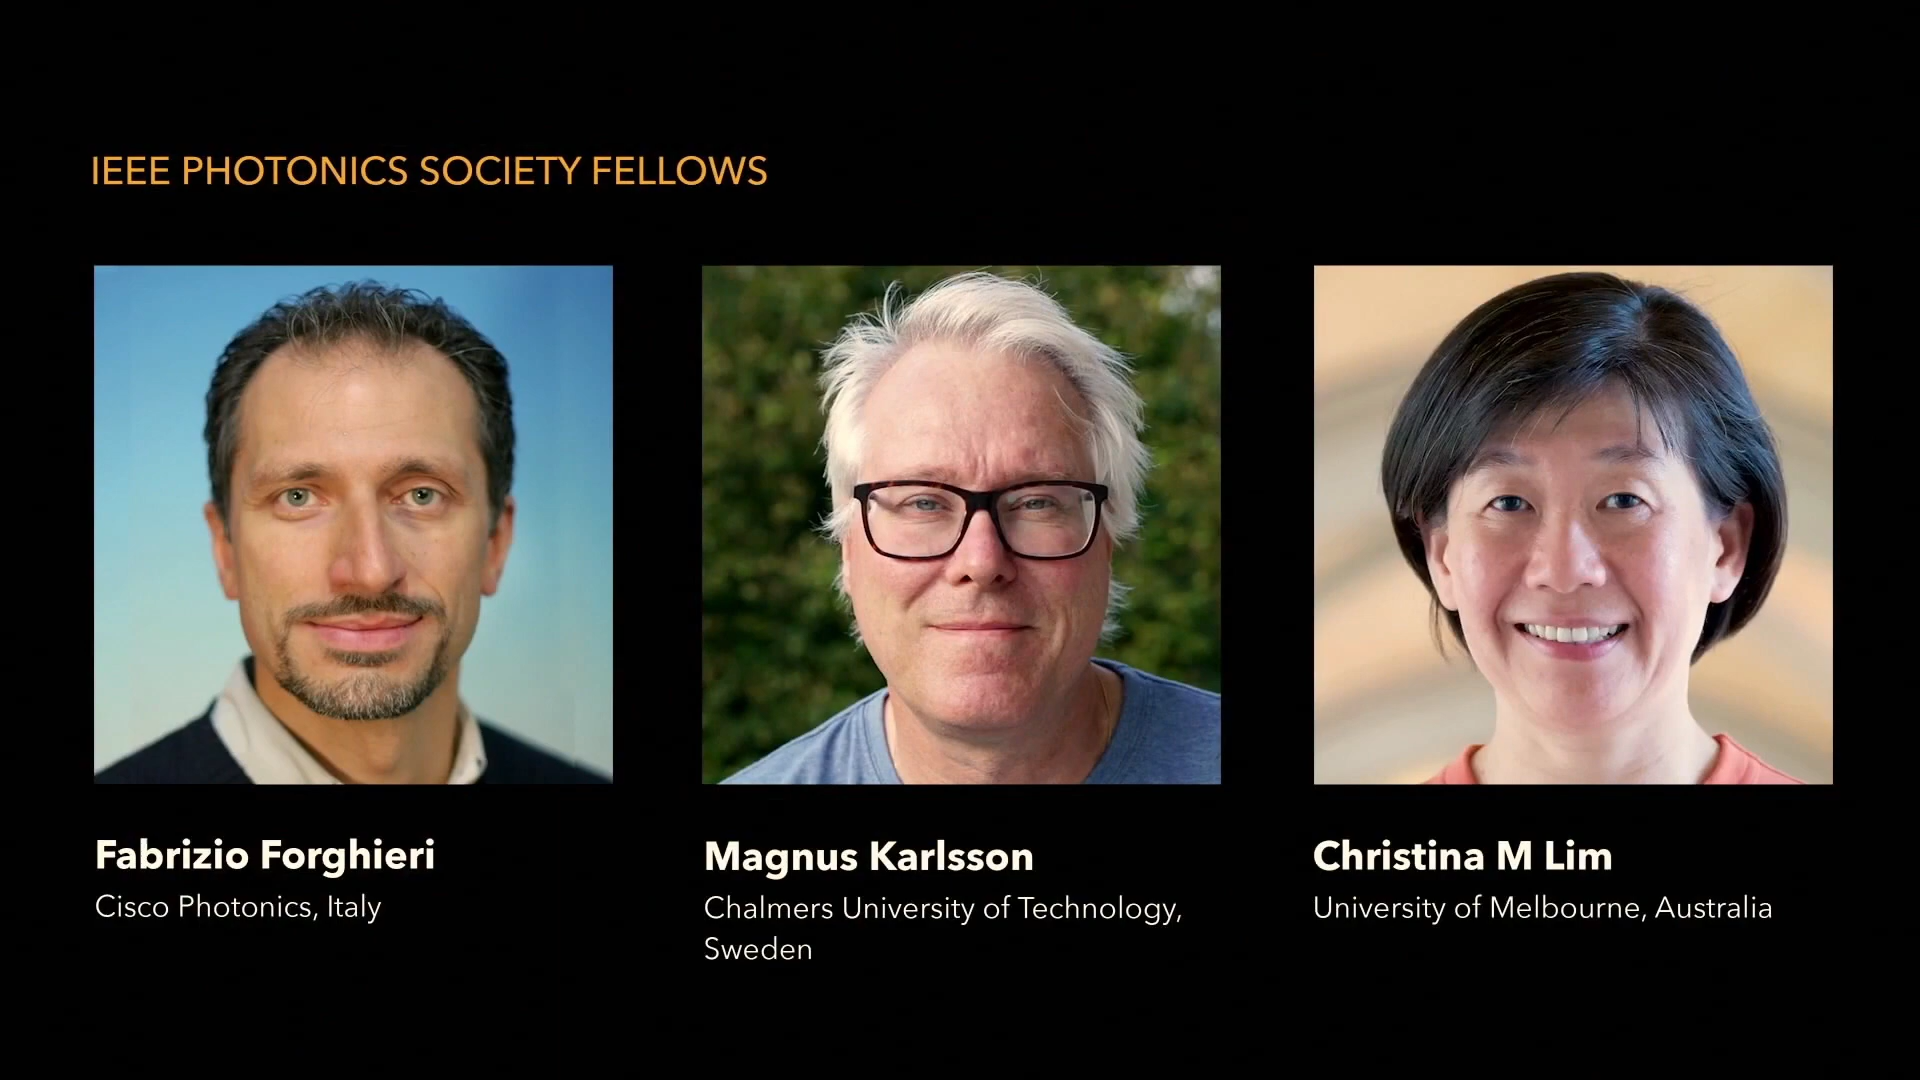 IEEE PHOTONICS SOCIETY FELLOWS
Fabrizio Forghieri
Cisco Photonics, Italy
Magnus Karlsson
Chalmers University of Technology,
Sweden
Christina M Lim
University of Melbourne, Australia